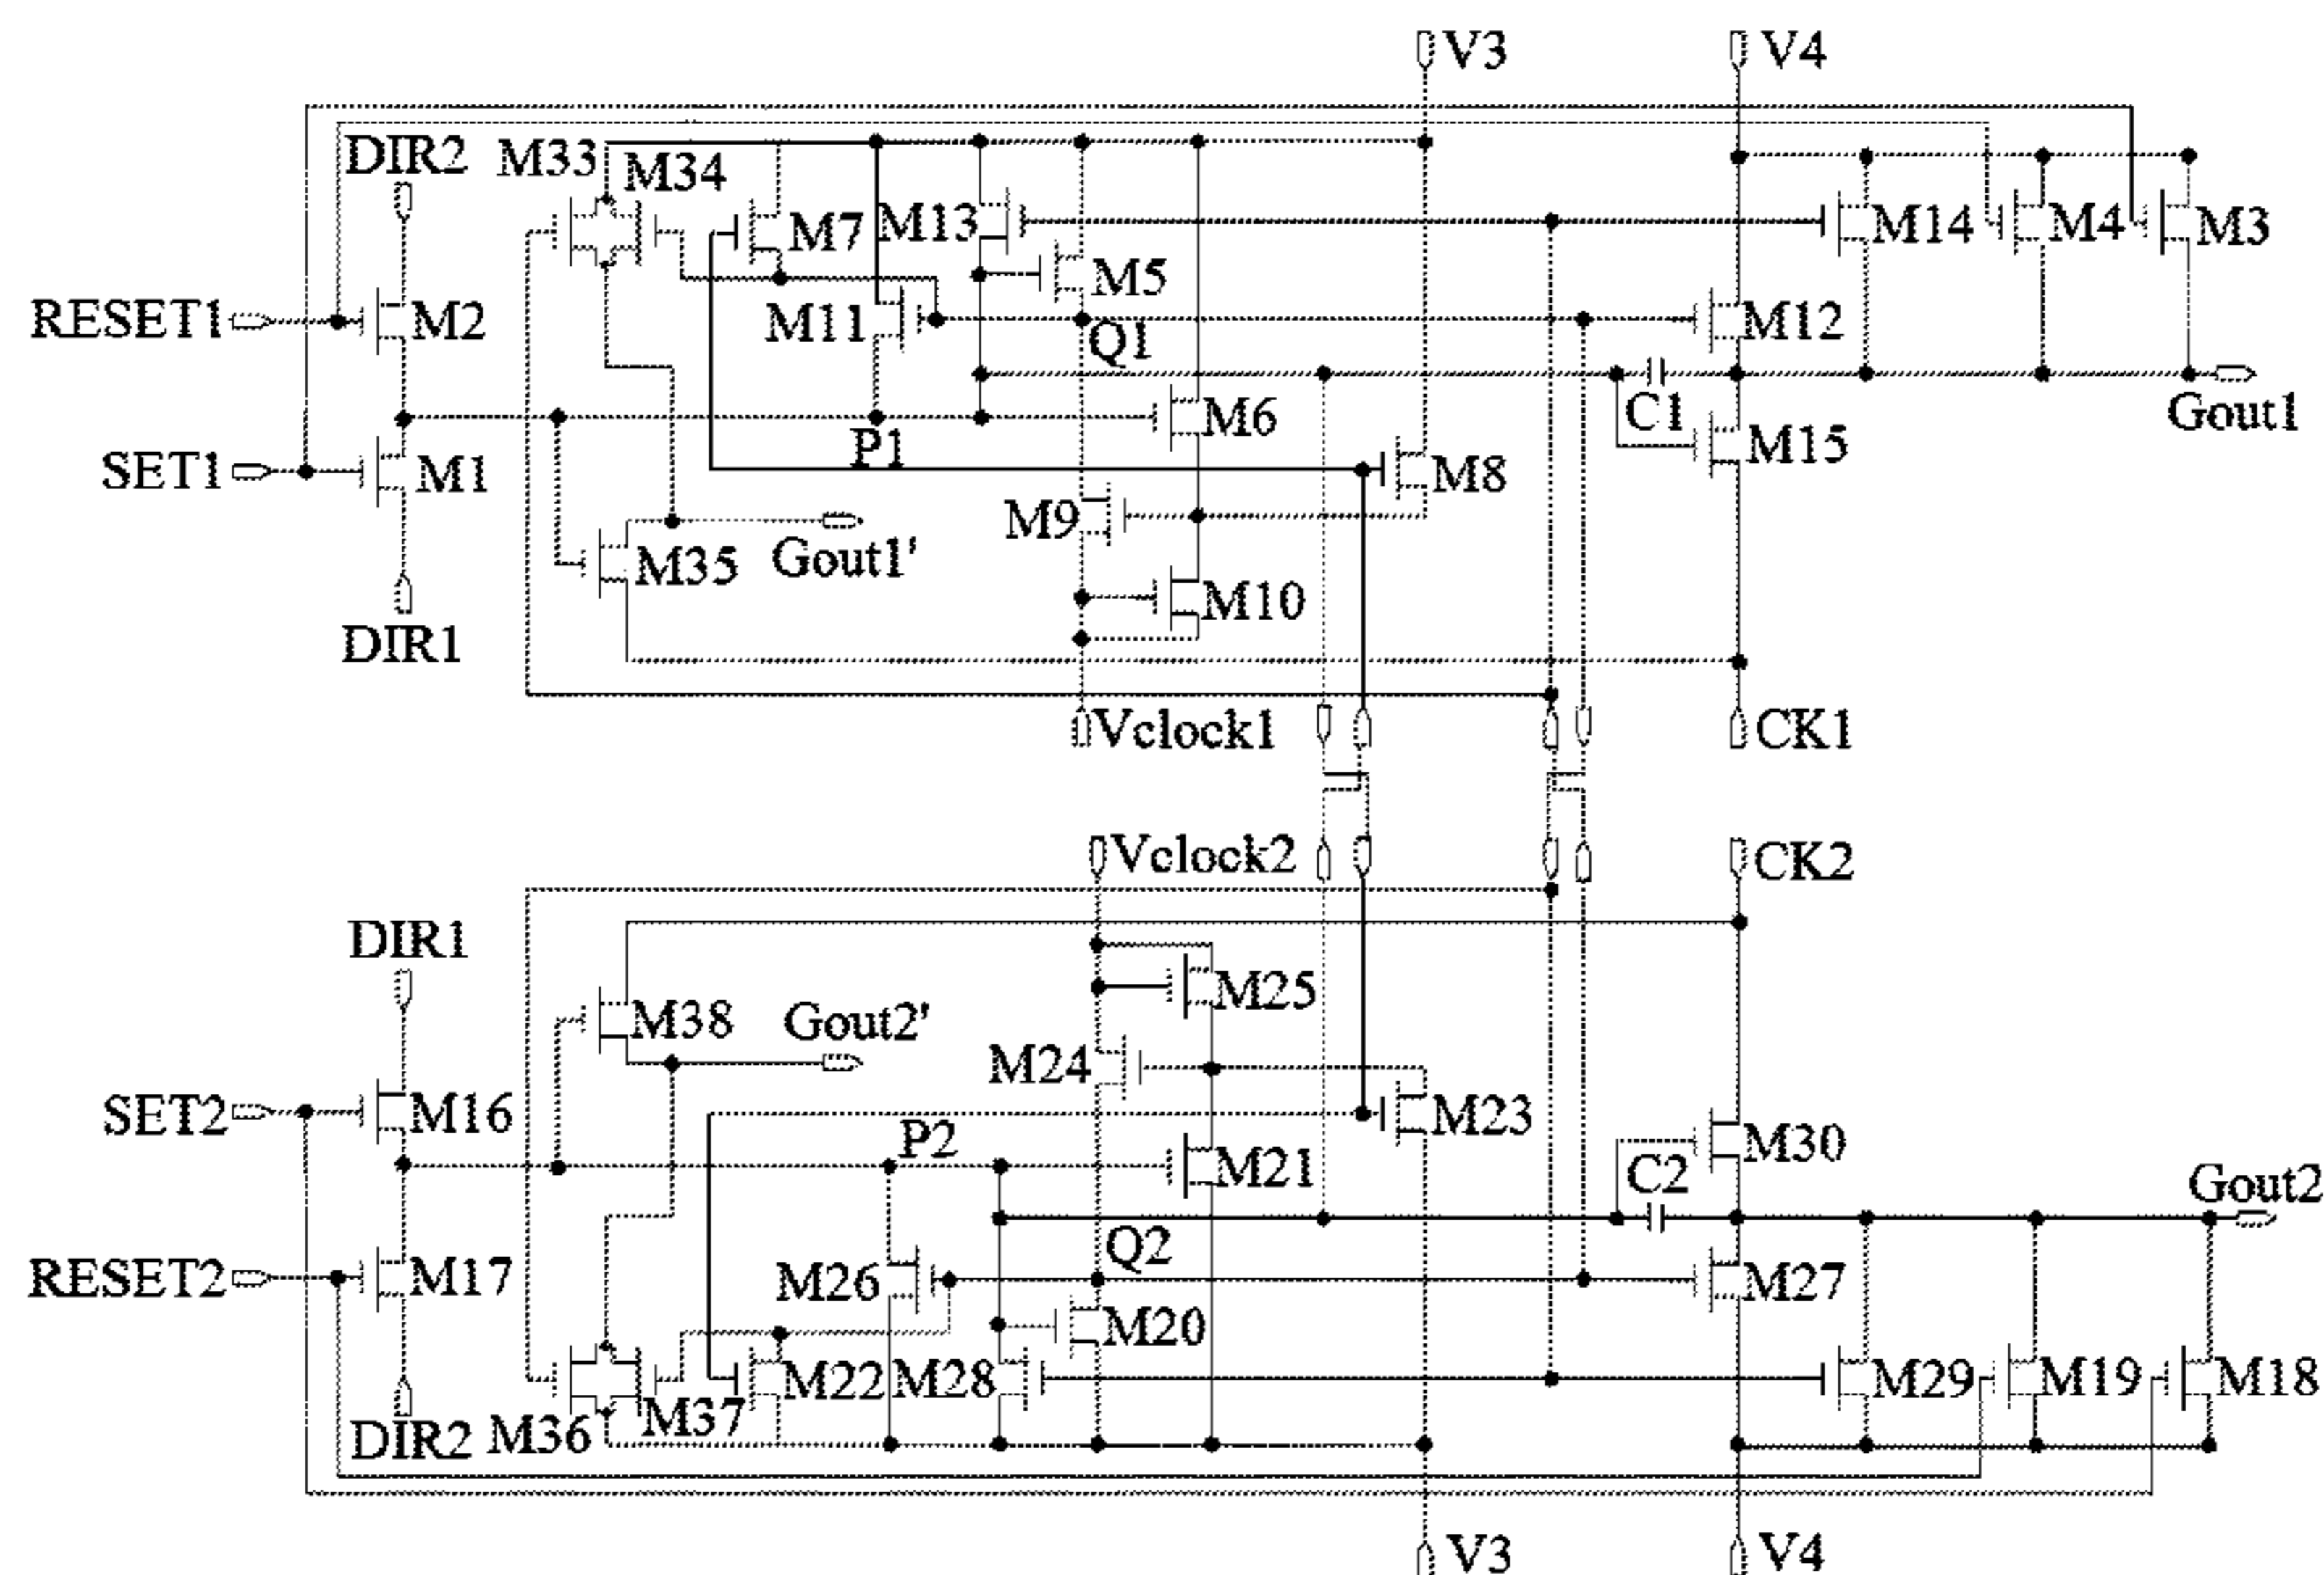 V3 V4
DIR2 M33 M34
M7 M13 M14 M4 M3
M5
RESET1 M2 M11 Q1 M12
C1 Gout1
SET1 M1 P1 M6 M8 M15
M9
M35 Gout1' M10
DIR1
Vclock1 CK1
Vclock2 CK2
DIR1
M38 Gout2' M25
M24
SET2 M16 P2 M23 M30
M21 C2 Gout2
RESET2 M17 M26 Q2 M27
M20
M36 M37 M22 M28 M29 M19 M18
DIR2
V3 V4